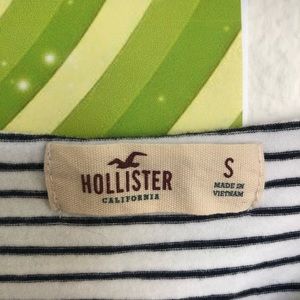 HOLLISTER
CALIFORNIA
S
MADE IN
VIETNAM